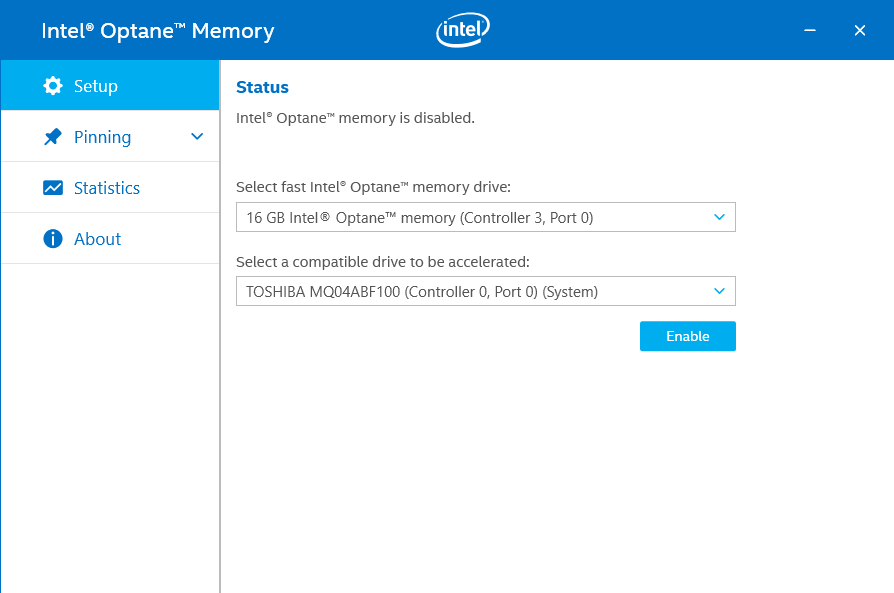 Intel® Optane™ Memory
intel
Setup
Pinning
Statistics
About
Status
Intel® Optane™ memory is disabled.
Select fast Intel® Optane™ memory drive:
16 GB Intel® Optane™ memory (Controller 3, Port 0)
Select a compatible drive to be accelerated:
TOSHIBA MQ04ABF100 (Controller 0, Port 0) (System)
Enable